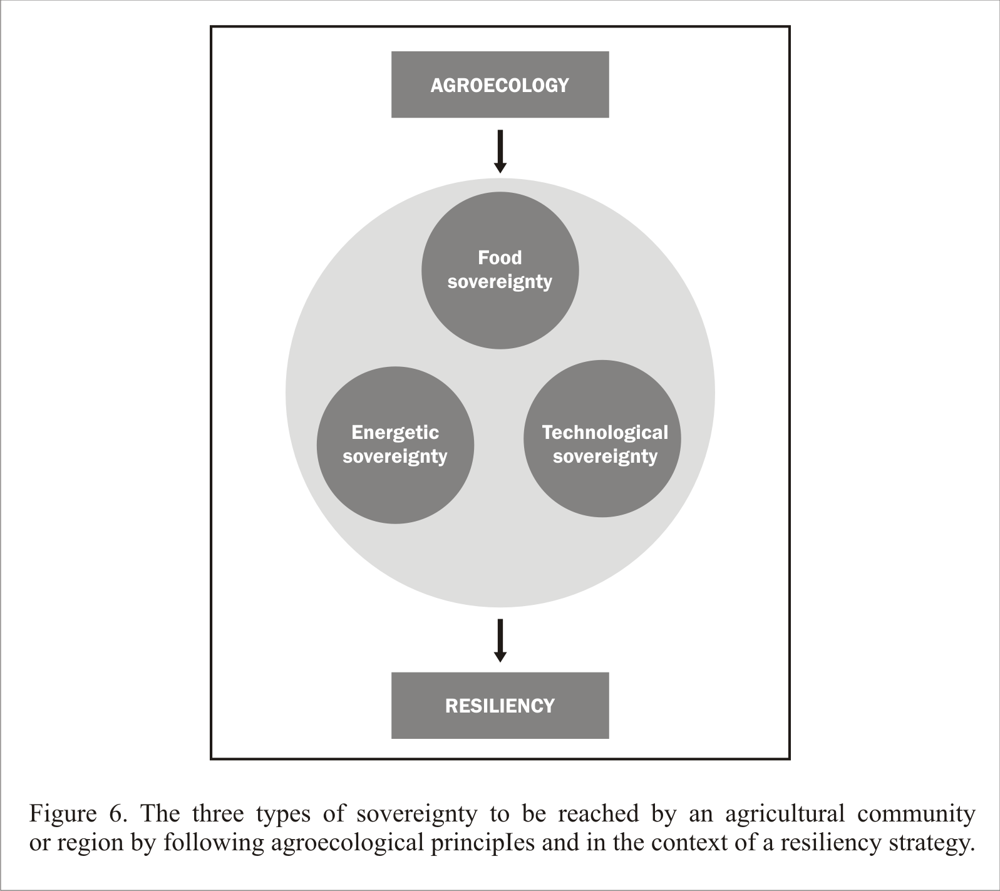 AGROECOLOGY
Food
sovereignty
Energetic
sovereignty
Technological
sovereignty
RESILIENCY
Figure 6. The three types of sovereignty to be reached by an agricultural community
or region by following agroecological principIes and in the context of a resiliency strategy.